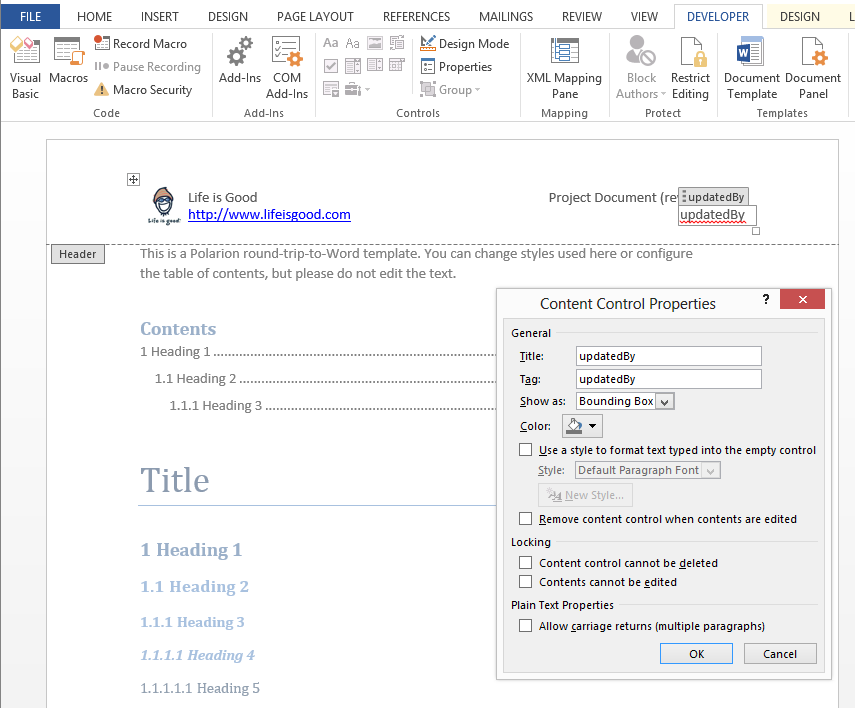 FILE HOME INSERT DESIGN PAGE LAYOUT REFERENCES MAILINGS REVIEW VIEW DEVELOPER DESIGN L
Visual Basic
Macros
Record Macro
Pause Recording
Macro Security
Code
Add-Ins
COM Add-Ins
Add-Ins
Aa Aa
Design Mode
Properties
Group
Controls
XML Mapping Pane
Mapping
Block Authors
Restrict Editing
Protect
Document Template
Document Panel
Templates
Life is good
Life is Good
http://www.lifeisgood.com
Project Document (re
updatedBy
updatedBy
Header
This is a Polarion round-trip-to-Word template. You can change styles used here or configure
the table of contents, but please do not edit the text.
Contents
1 Heading 1
1.1 Heading 2
1.1.1 Heading 3
Title
1 Heading 1
1.1 Heading 2
1.1.1 Heading 3
1.1.1.1 Heading 4
1.1.1.1.1 Heading 5
Content Control Properties ? x
General
Title: updatedBy
Tag: updatedBy
Show as: Bounding Box
Color:
Use a style to format text typed into the empty control
Style: Default Paragraph Font
New Style...
Remove content control when contents are edited
Locking
Content control cannot be deleted
Contents cannot be edited
Plain Text Properties
Allow carriage returns (multiple paragraphs)
OK Cancel